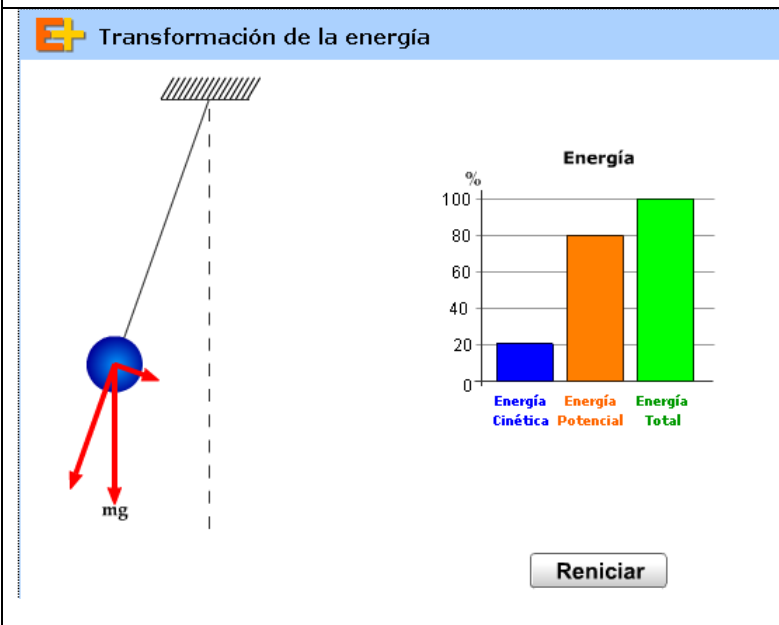 E+ Transformación de la energía
Energía
%
100
80
60
40
20
0
Energía Cinética
Energía Potencial
Energía Total
mg
Reniciar